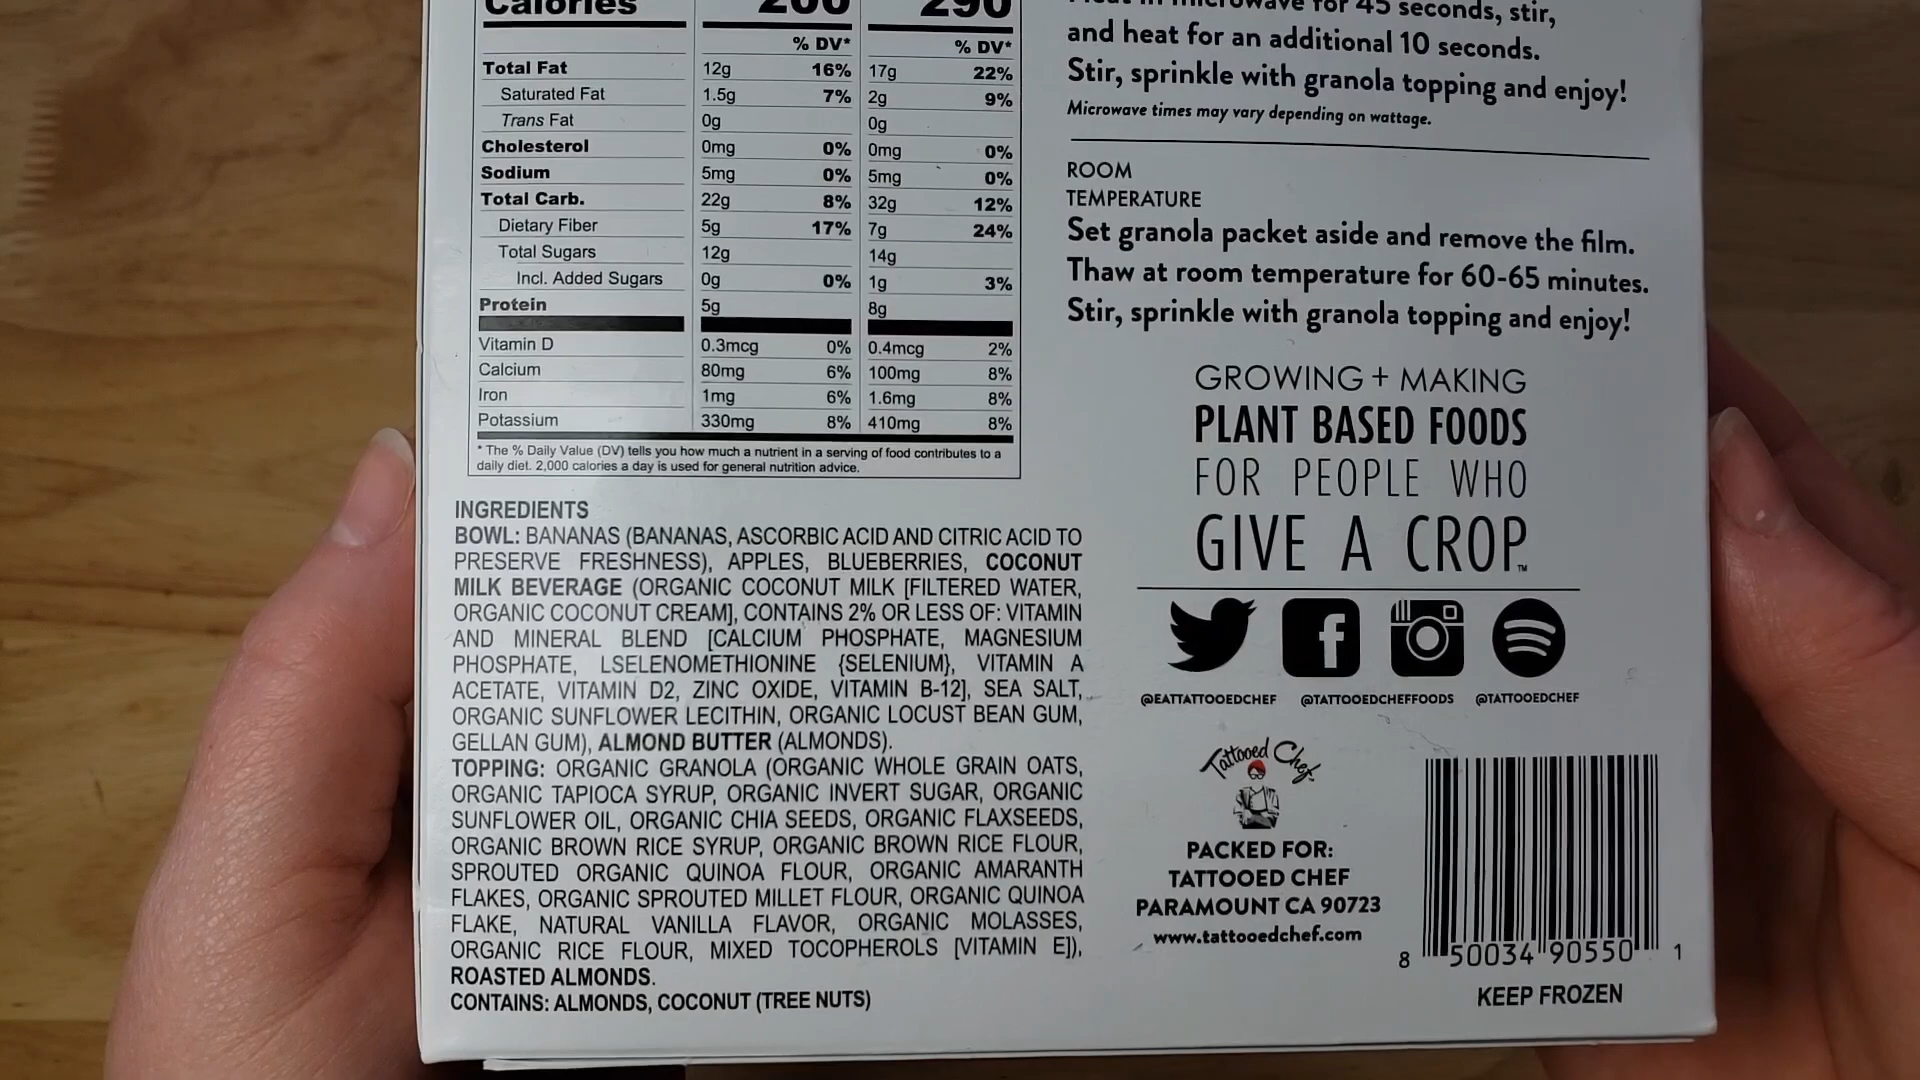 Calories 200 290
% DV* % DV*
Total Fat 12g 16% 17g 22%
Saturated Fat 1.5g 7% 2g 9%
Trans Fat 0g 0g
Cholesterol 0mg 0% 0mg 0%
Sodium 5mg 0% 5mg 0%
Total Carb. 22g 8% 32g 12%
Dietary Fiber 5g 17% 7g 24%
Total Sugars 12g 14g
Incl. Added Sugars 0g 0% 1g 3%
Protein 5g 8g
Vitamin D 0.3mcg 0% 0.4mcg 2%
Calcium 80mg 6% 100mg 8%
Iron 1mg 6% 1.6mg 8%
Potassium 330mg 8% 410mg 8%
* The % Daily Value (DV) tells you how much a nutrient in a serving of food contributes to a
daily diet. 2,000 calories a day is used for general nutrition advice.
INGREDIENTS
BOWL: BANANAS (BANANAS, ASCORBIC ACID AND CITRIC ACID TO
PRESERVE FRESHNESS), APPLES, BLUEBERRIES, COCONUT
MILK BEVERAGE (ORGANIC COCONUT MILK [FILTERED WATER,
ORGANIC COCONUT CREAM], CONTAINS 2% OR LESS OF: VITAMIN
AND MINERAL BLEND [CALCIUM PHOSPHATE, MAGNESIUM
PHOSPHATE, LSELENOMETHIONINE {SELENIUM}, VITAMIN A
ACETATE, VITAMIN D2, ZINC OXIDE, VITAMIN B-12], SEA SALT,
ORGANIC SUNFLOWER LECITHIN, ORGANIC LOCUST BEAN GUM,
GELLAN GUM), ALMOND BUTTER (ALMONDS).
TOPPING: ORGANIC GRANOLA (ORGANIC WHOLE GRAIN OATS,
ORGANIC TAPIOCA SYRUP, ORGANIC INVERT SUGAR, ORGANIC
SUNFLOWER OIL, ORGANIC CHIA SEEDS, ORGANIC FLAXSEEDS,
ORGANIC BROWN RICE SYRUP, ORGANIC BROWN RICE FLOUR,
SPROUTED ORGANIC QUINOA FLOUR, ORGANIC AMARANTH
FLAKES, ORGANIC SPROUTED MILLET FLOUR, ORGANIC QUINOA
FLAKE, NATURAL VANILLA FLAVOR, ORGANIC MOLASSES,
ORGANIC RICE FLOUR, MIXED TOCOPHEROLS [VITAMIN E]),
ROASTED ALMONDS.
CONTAINS: ALMONDS, COCONUT (TREE NUTS)
in microwave for 45 seconds, stir,
and heat for an additional 10 seconds.
Stir, sprinkle with granola topping and enjoy!
Microwave times may vary depending on wattage.
ROOM
TEMPERATURE
Set granola packet aside and remove the film.
Thaw at room temperature for 60-65 minutes.
Stir, sprinkle with granola topping and enjoy!
GROWING + MAKING
PLANT BASED FOODS
FOR PEOPLE WHO
GIVE A CROP™
@EATTATTOOEDCHEF @TATTOOEDCHEFFOODS @TATTOOEDCHEF
Tattooed Chef
PACKED FOR:
TATTOOED CHEF
PARAMOUNT CA 90723
www.tattooedchef.com
8 50034 90550 1
KEEP FROZEN